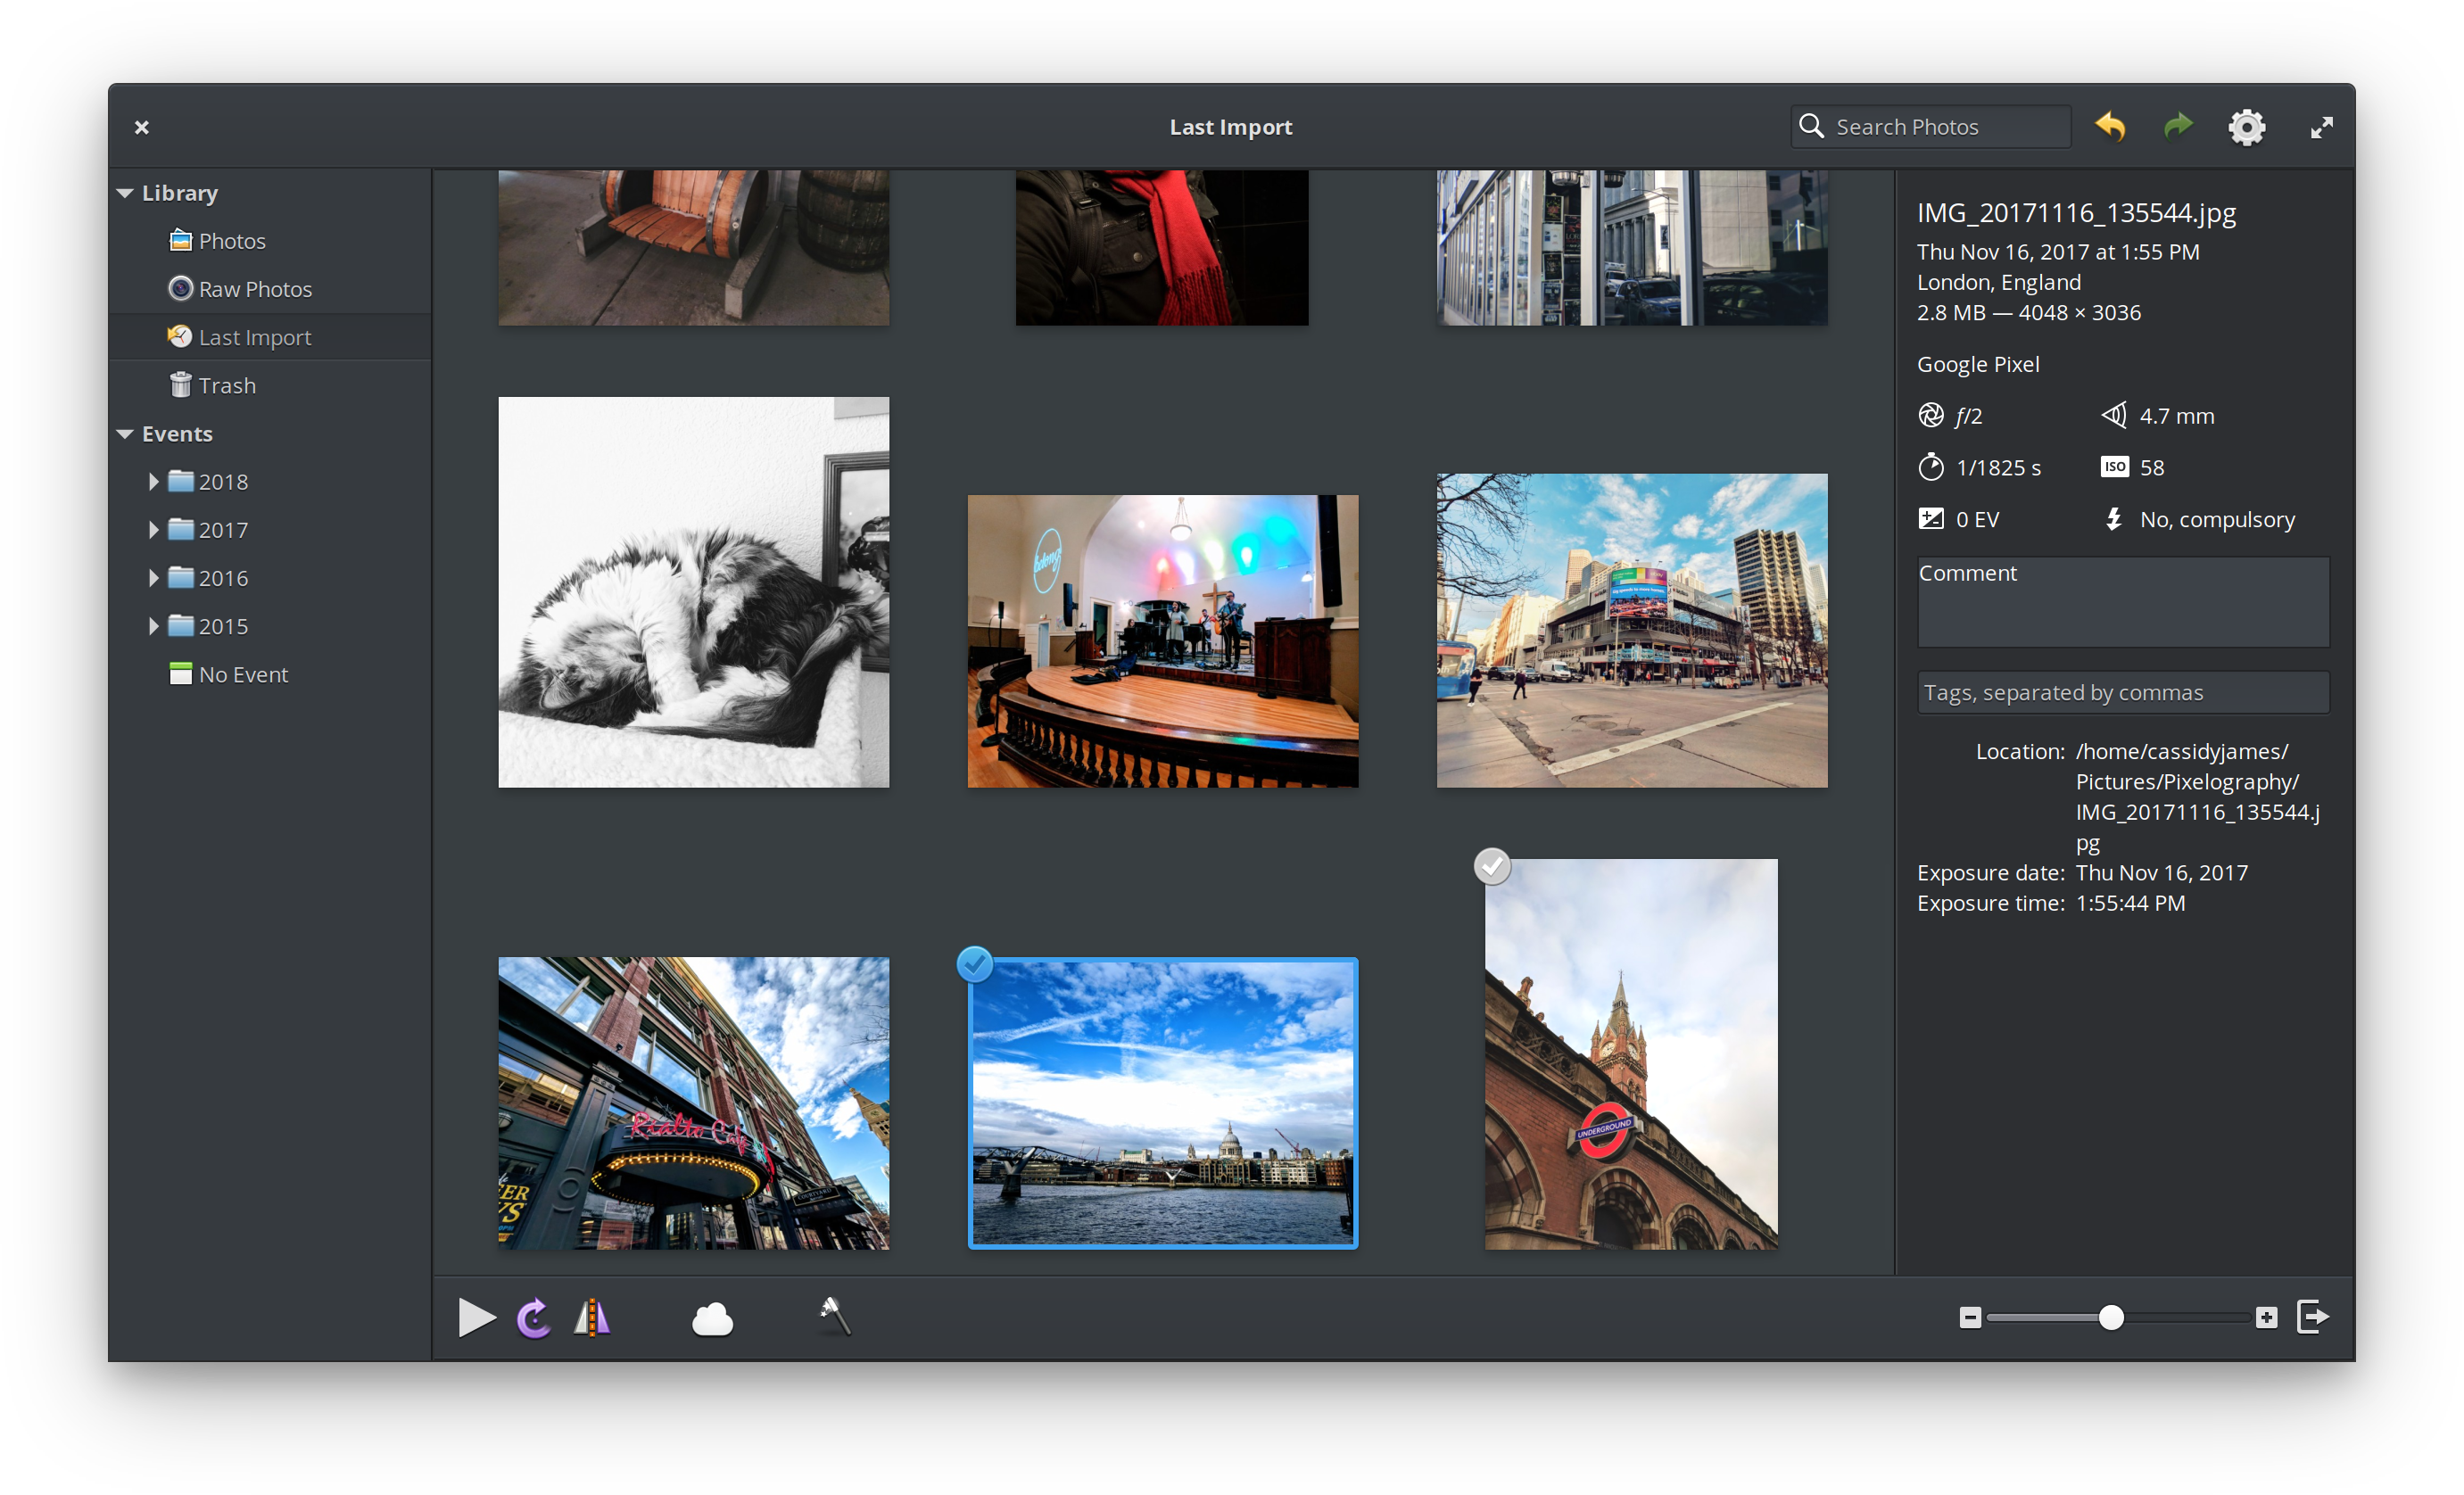 Last Import
Search Photos
Library
Photos
Raw Photos
Last Import
Trash
Events
2018
2017
2016
2015
No Event
Rialto Cafe
COURTYARD
UNDERGROUND
IMG_20171116_135544.jpg
Thu Nov 16, 2017 at 1:55 PM
London, England
2.8 MB — 4048 × 3036
Google Pixel
f/2
4.7 mm
1/1825 s
ISO 58
0 EV
No, compulsory
Comment
Tags, separated by commas
Location: /home/cassidyjames/
Pictures/Pixelography/
IMG_20171116_135544.j
pg
Exposure date: Thu Nov 16, 2017
Exposure time: 1:55:44 PM